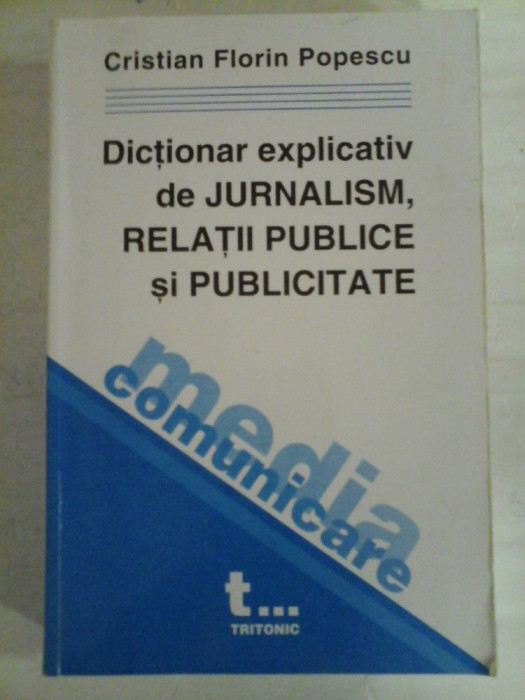 Cristian Florin Popescu
Dicționar explicativ
de JURNALISM,
RELAȚII PUBLICE
și PUBLICITATE
media
comunicare
t...
TRITONIC